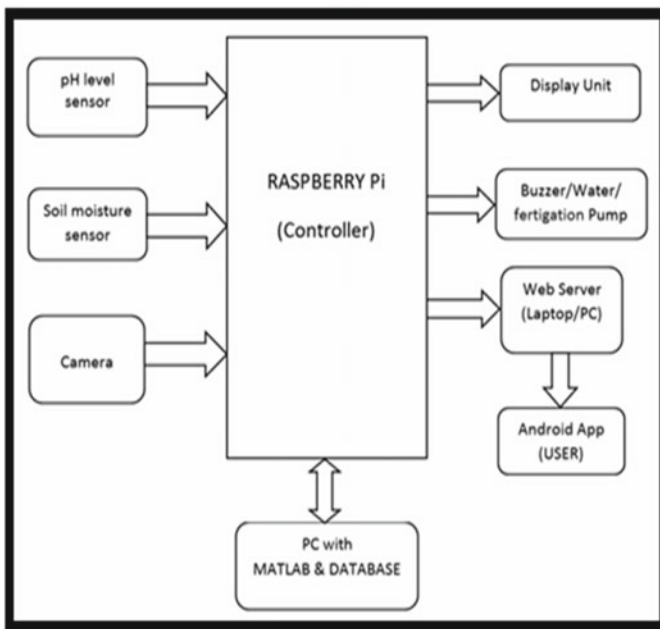 pH level
sensor
Soil moisture
sensor
Camera
RASPBERRY Pi
(Controller)
Display Unit
Buzzer/Water/
fertigation Pump
Web Server
(Laptop/PC)
Android App
(USER)
PC with
MATLAB & DATABASE